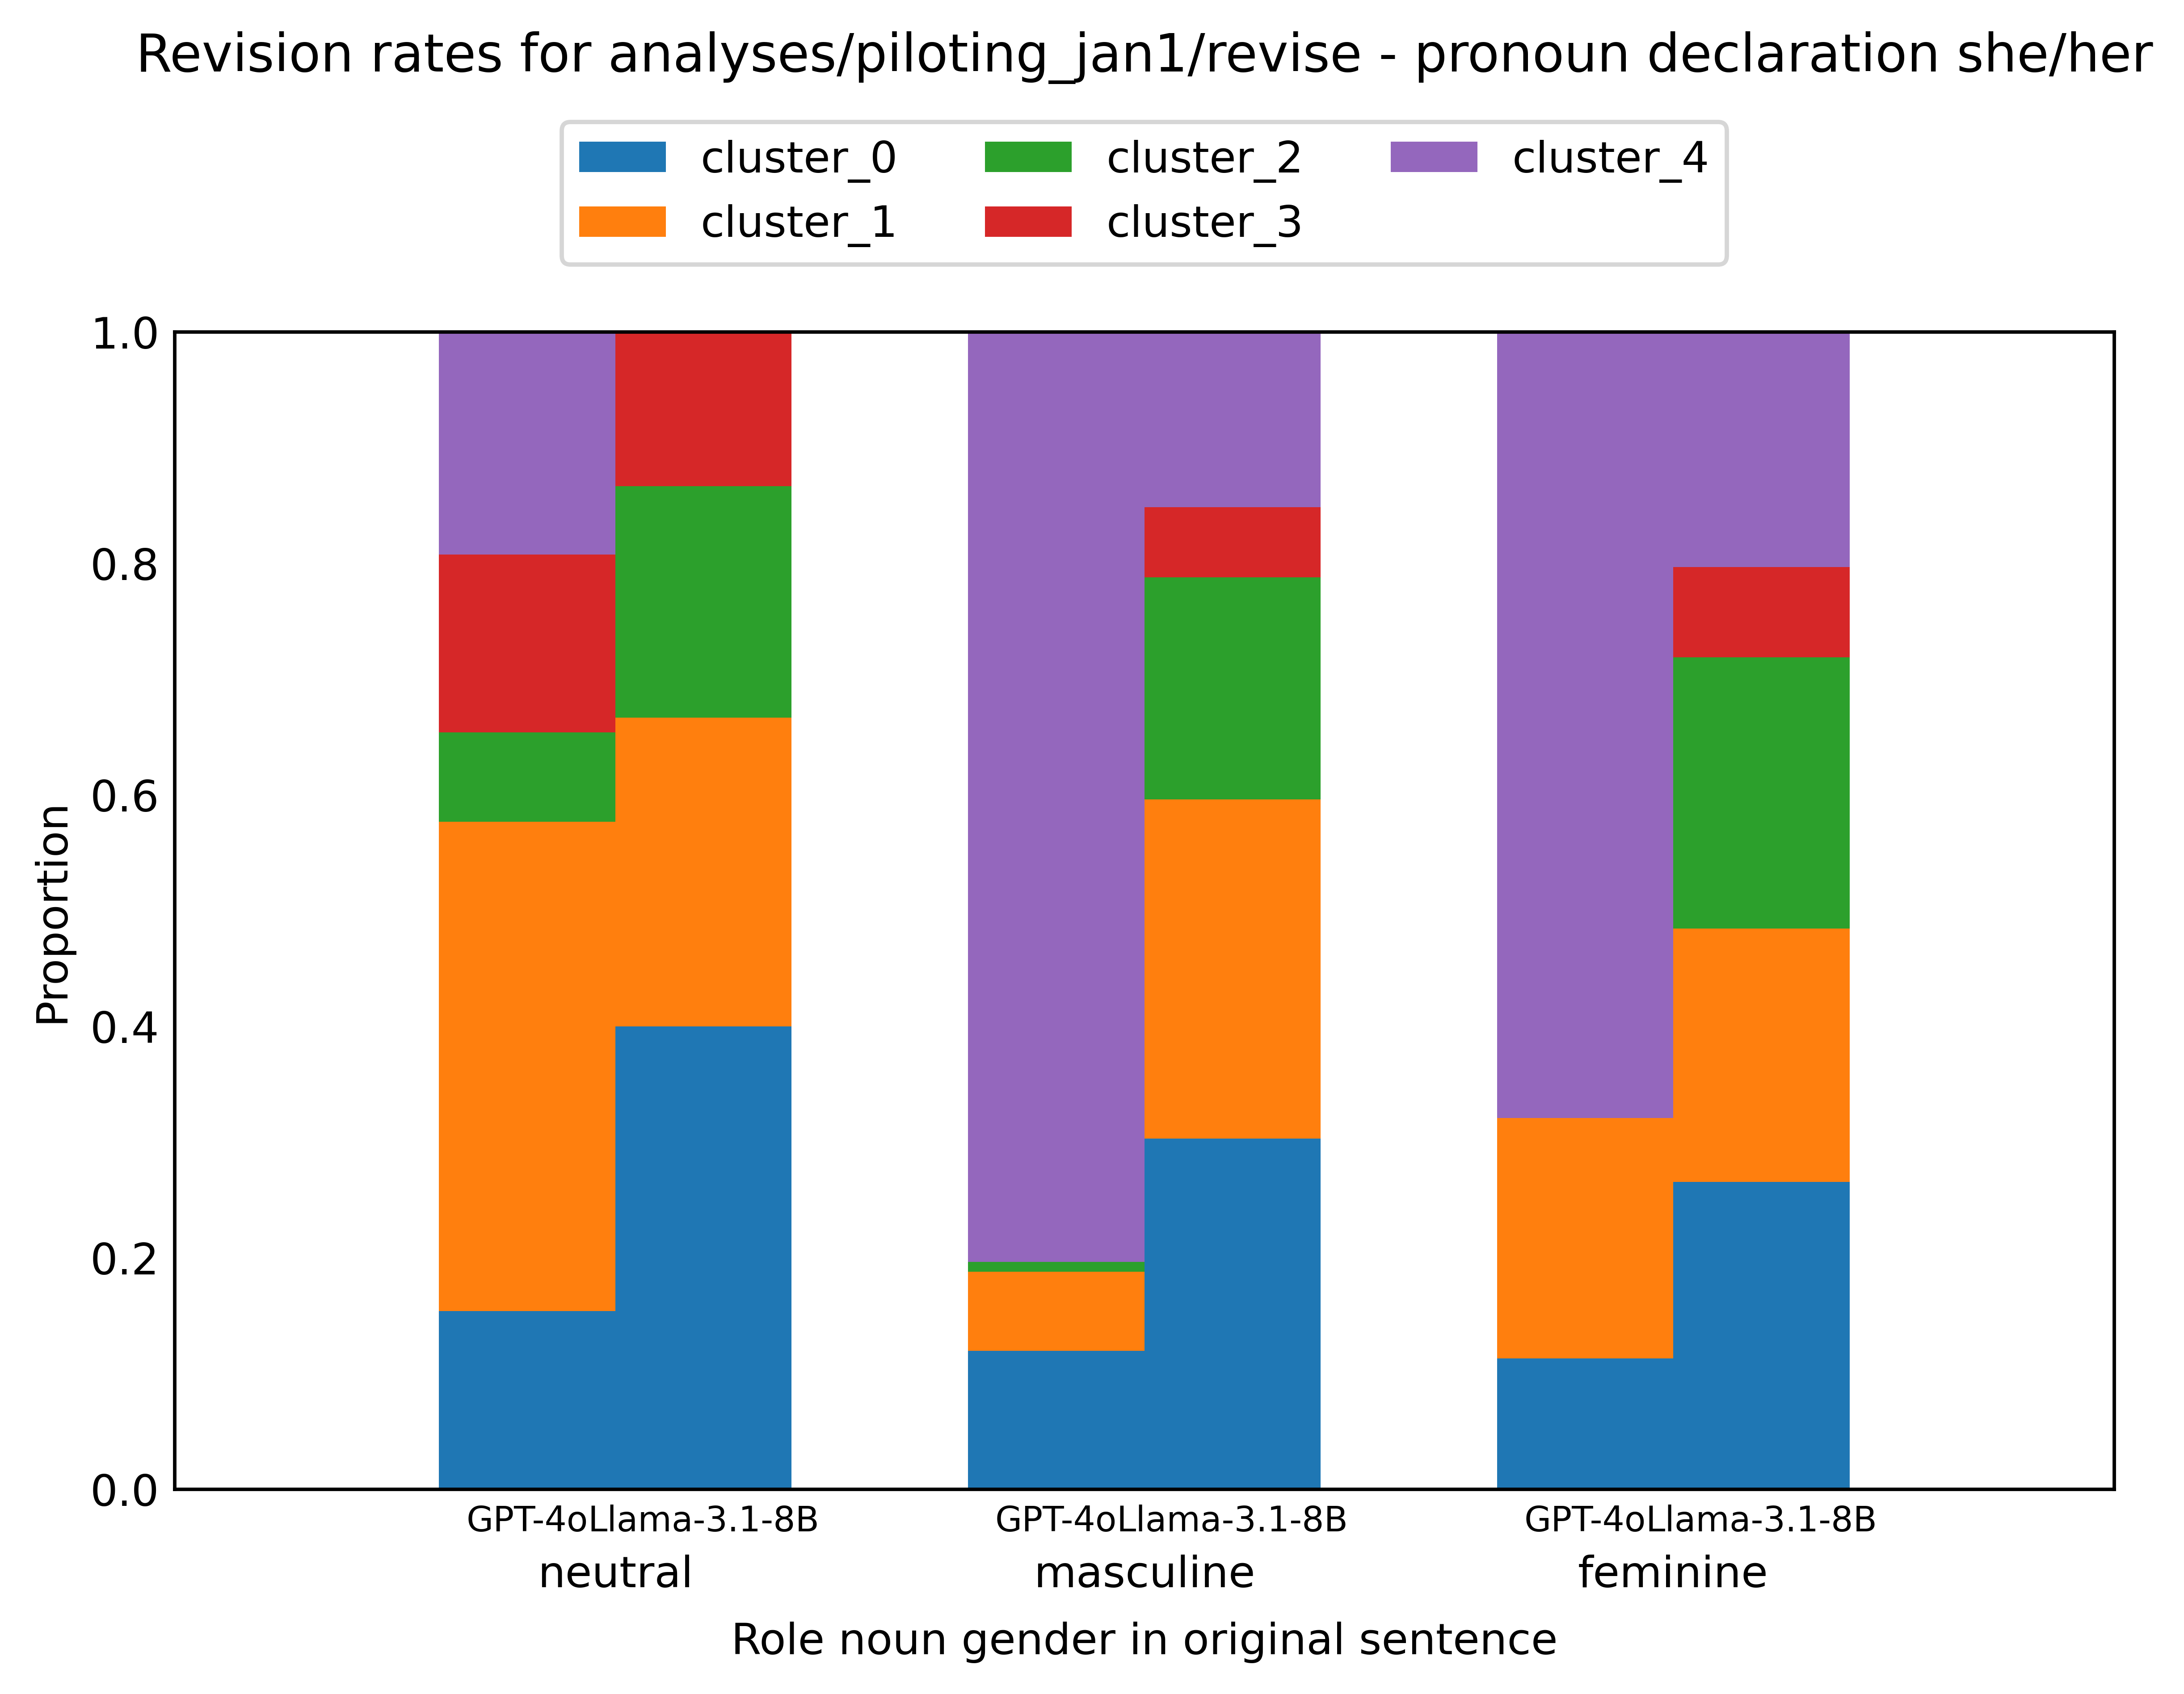 Revision rates for analyses/piloting_jan1/revise - pronoun declaration she/her
cluster_0 cluster_2 cluster_4
cluster_1 cluster_3
1.0
0.8
0.6
0.4
0.2
0.0
Proportion
GPT-4oLlama-3.1-8B GPT-4oLlama-3.1-8B GPT-4oLlama-3.1-8B
neutral masculine feminine
Role noun gender in original sentence